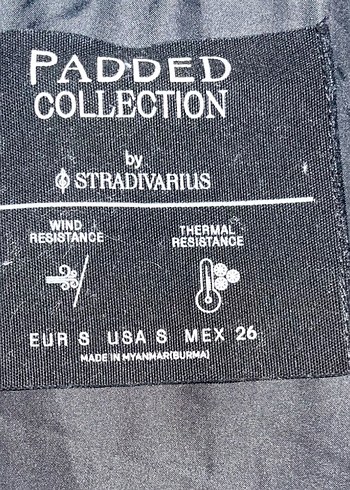 PADDED
COLLECTION
by
STRADIVARIUS
WIND
RESISTANCE
THERMAL
RESISTANCE
EUR S USA S MEX 26
MADE IN MYANMAR(BURMA)